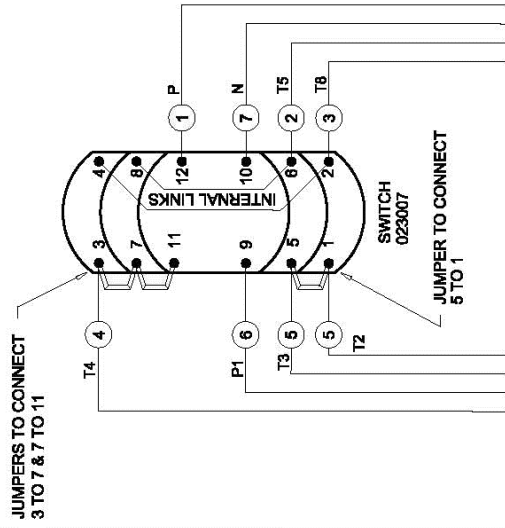 JUMPERS TO CONNECT
3 TO 7 & 7 TO 11
P
N
T5
T8
1
7
2
3
4
8
12
10
6
2
INTERNAL LINKS
3
7
11
9
5
1
SWITCH
023007
JUMPER TO CONNECT
5 TO 1
4
6
5
5
T4
P1
T3
T2